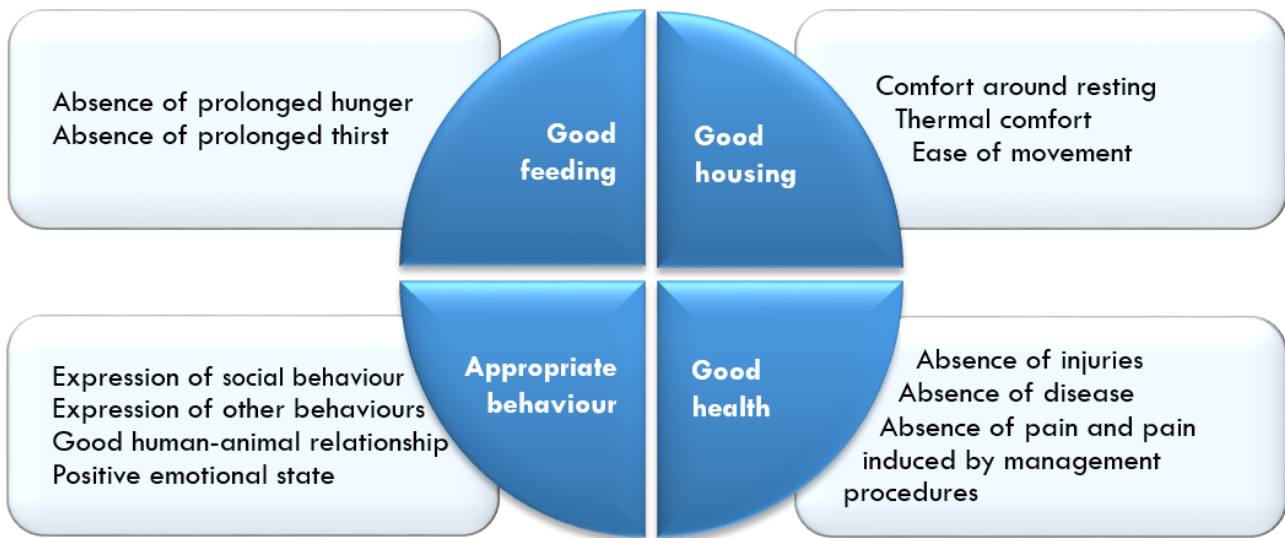 Absence of prolonged hunger
Absence of prolonged thirst
Good
feeding
Good
housing
Comfort around resting
Thermal comfort
Ease of movement
Expression of social behaviour
Expression of other behaviours
Good human-animal relationship
Positive emotional state
Appropriate
behaviour
Good
health
Absence of injuries
Absence of disease
Absence of pain and pain
induced by management
procedures